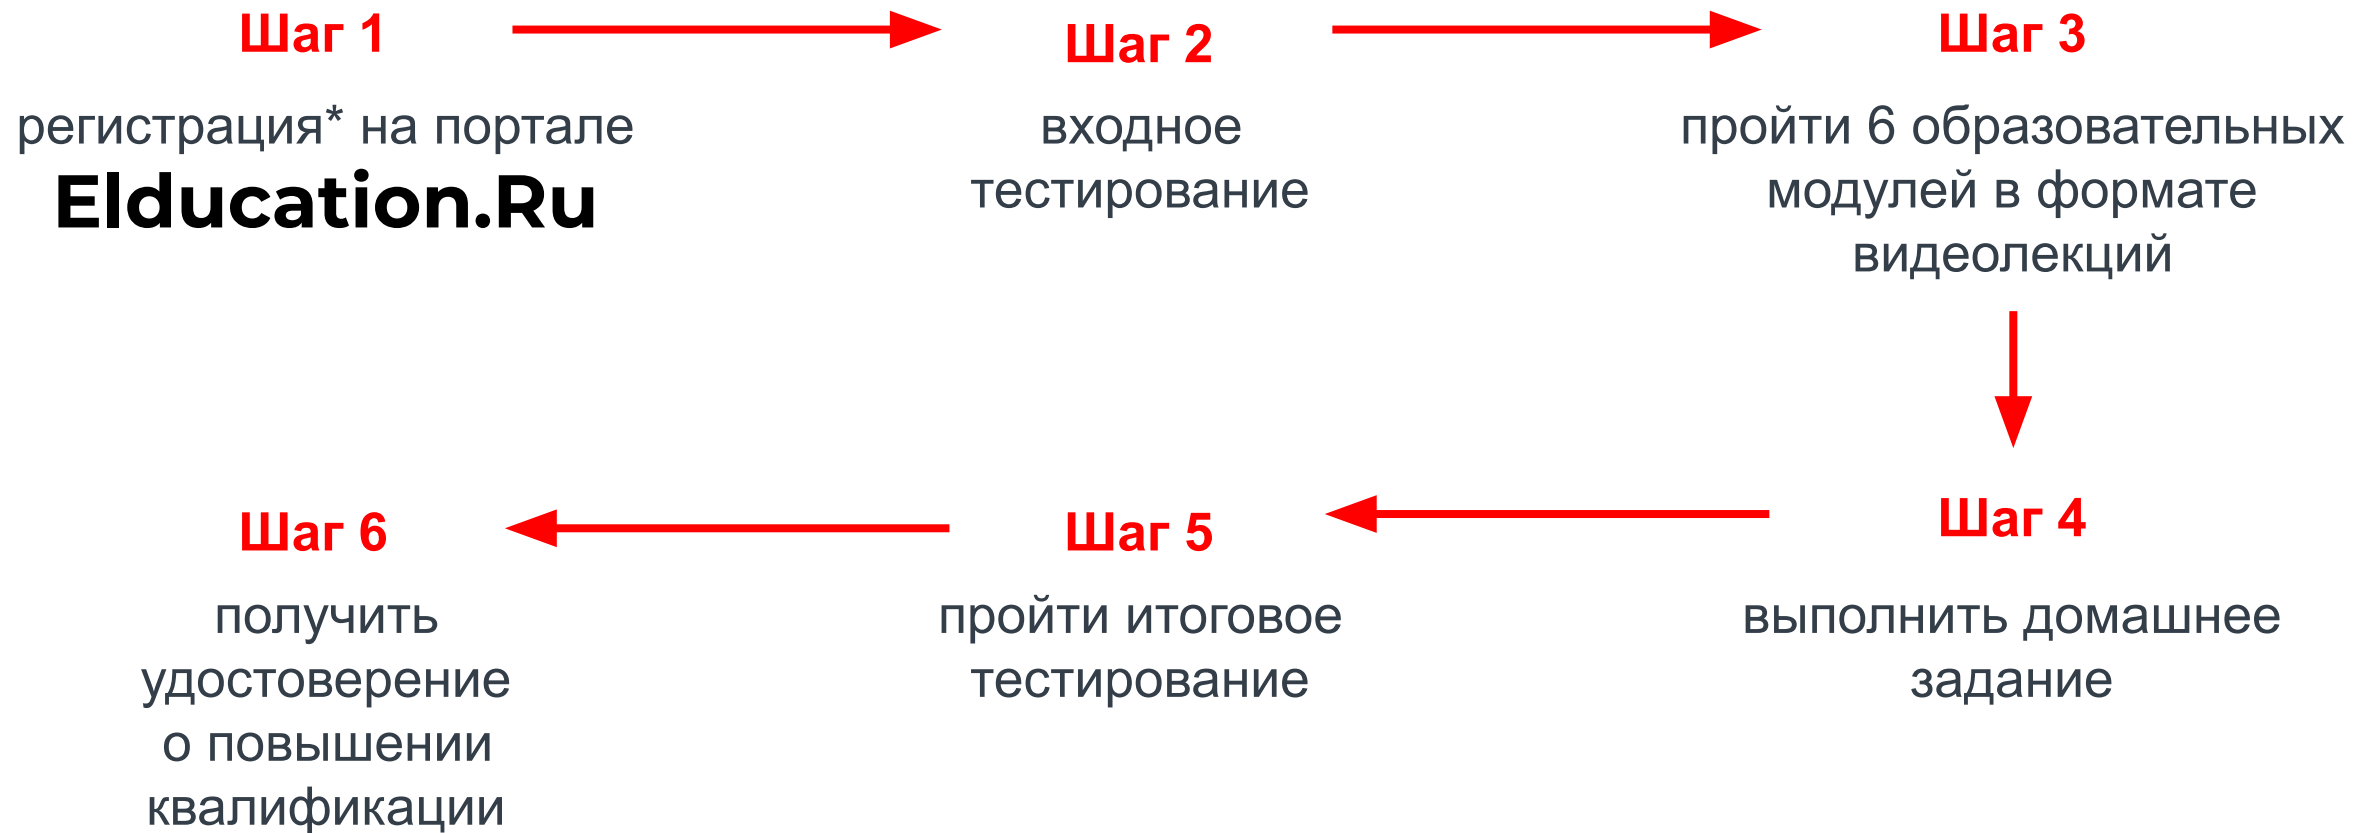 Шаг 1
регистрация* на портале
Elducation.Ru
Шаг 2
входное
тестирование
Шаг 3
пройти 6 образовательных
модулей в формате
видеолекций
Шаг 4
выполнить домашнее
задание
Шаг 5
пройти итоговое
тестирование
Шаг 6
получить
удостоверение
о повышении
квалификации